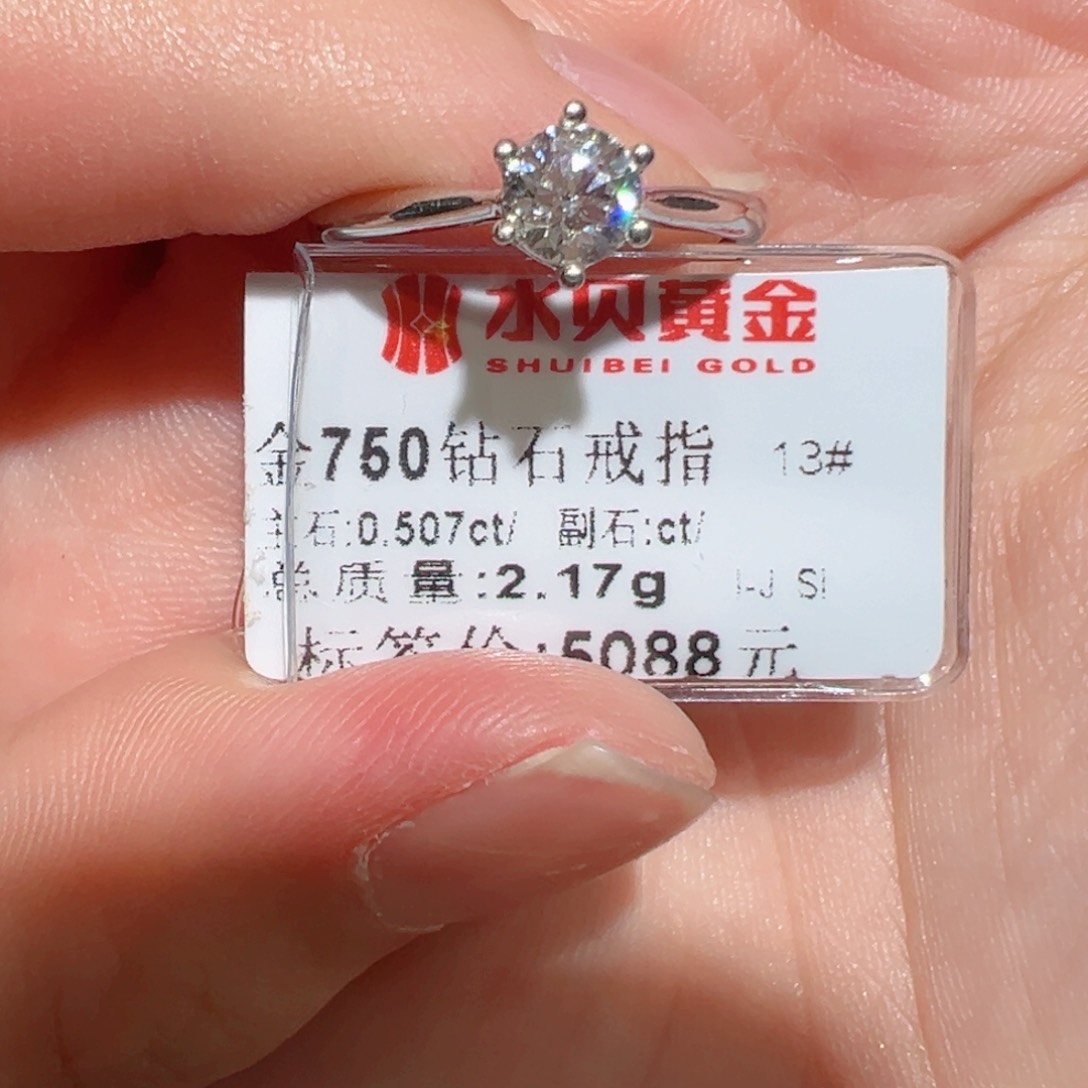 水贝黄金
SHUIBEI GOLD
金750钻石戒指 13#
主石:0.507ct/ 副石:ct/
总质量:2.17g I-J SI
标签价:5088元